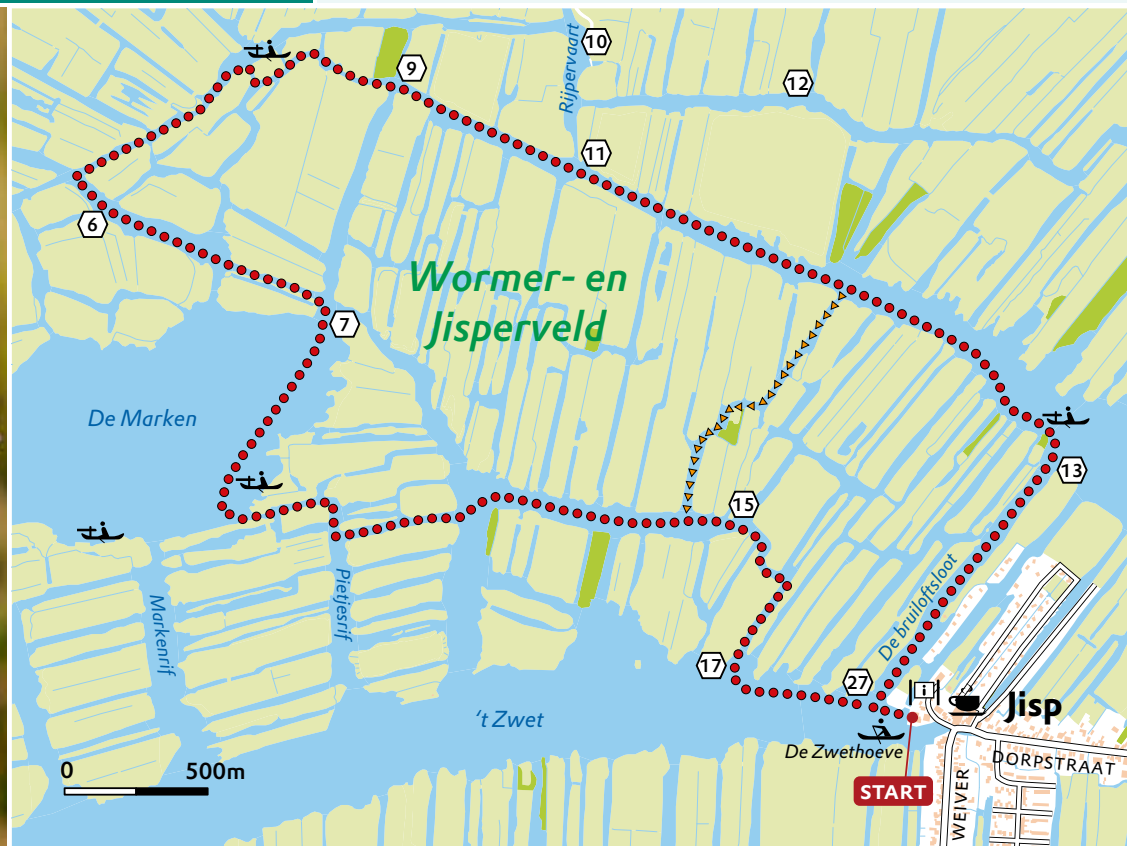 10
Rijpervaart
9
12
11
6
Wormer- en
Jisperveld
7
De Marken
13
15
De bruiloftsloot
Pietjesrif
Markenrif
17
27
i
Jisp
't Zwet
De Zwethoeve
DORPSTRAAT
0 500m
START
WEIVER